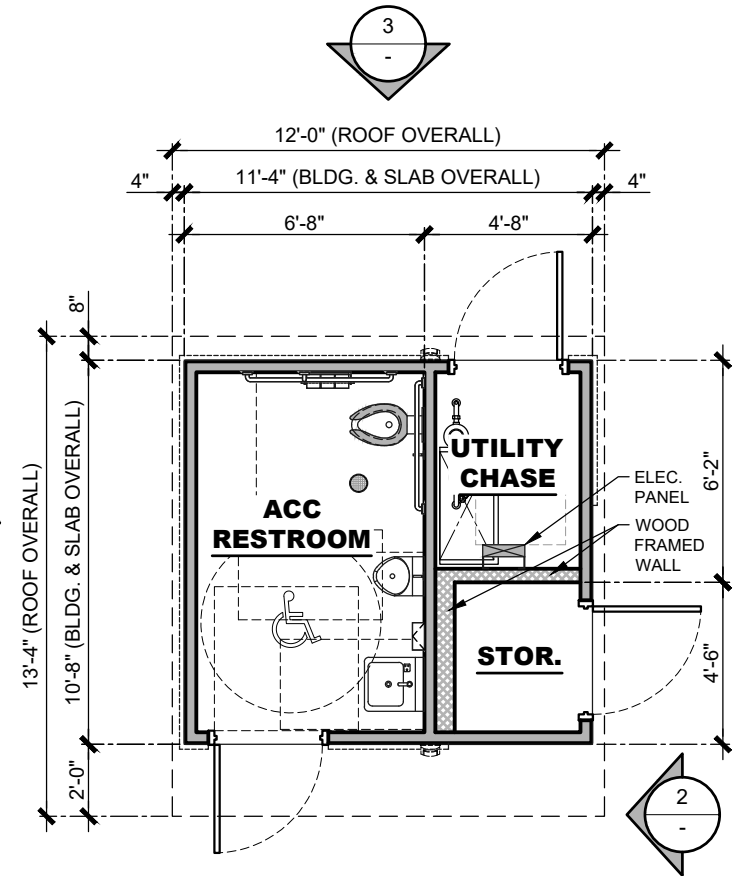 3
-
12'-0" (ROOF OVERALL)
4"
11'-4" (BLDG. & SLAB OVERALL)
4"
6'-8"
4'-8"
8"
13'-4" (ROOF OVERALL)
10'-8" (BLDG. & SLAB OVERALL)
2'-0"
6'-2"
4'-6"
UTILITY
CHASE
ELEC.
PANEL
WOOD
FRAMED
WALL
ACC
RESTROOM
STOR.
2
-